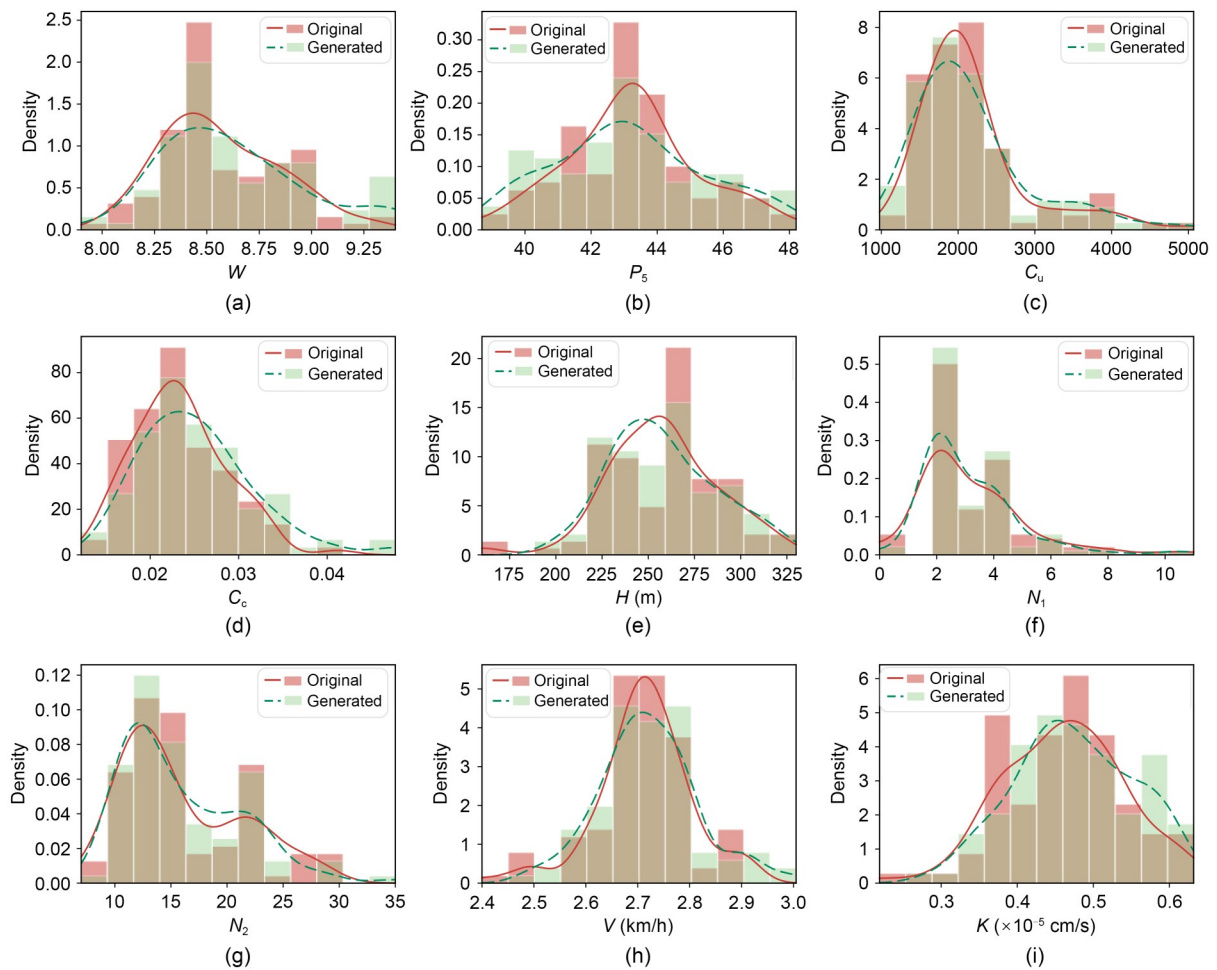 Original
Generated
Density
2.5
2.0
1.5
1.0
0.5
0.0
8.00 8.25 8.50 8.75 9.00 9.25
W
(a)
Original
Generated
Density
0.30
0.25
0.20
0.15
0.10
0.05
0.00
40 42 44 46 48
P5
(b)
Original
Generated
Density
8
6
4
2
0
1000 2000 3000 4000 5000
Cu
(c)
Original
Generated
Density
80
60
40
20
0
0.02 0.03 0.04
Cc
(d)
Original
Generated
Density
20
15
10
5
0
175 200 225 250 275 300 325
H (m)
(e)
Original
Generated
Density
0.5
0.4
0.3
0.2
0.1
0.0
0 2 4 6 8 10
N1
(f)
Original
Generated
Density
0.12
0.10
0.08
0.06
0.04
0.02
0.00
10 15 20 25 30 35
N2
(g)
Original
Generated
Density
5
4
3
2
1
0
2.4 2.5 2.6 2.7 2.8 2.9 3.0
V (km/h)
(h)
Original
Generated
Density
6
5
4
3
2
1
0
0.3 0.4 0.5 0.6
K (×10⁻⁵ cm/s)
(i)